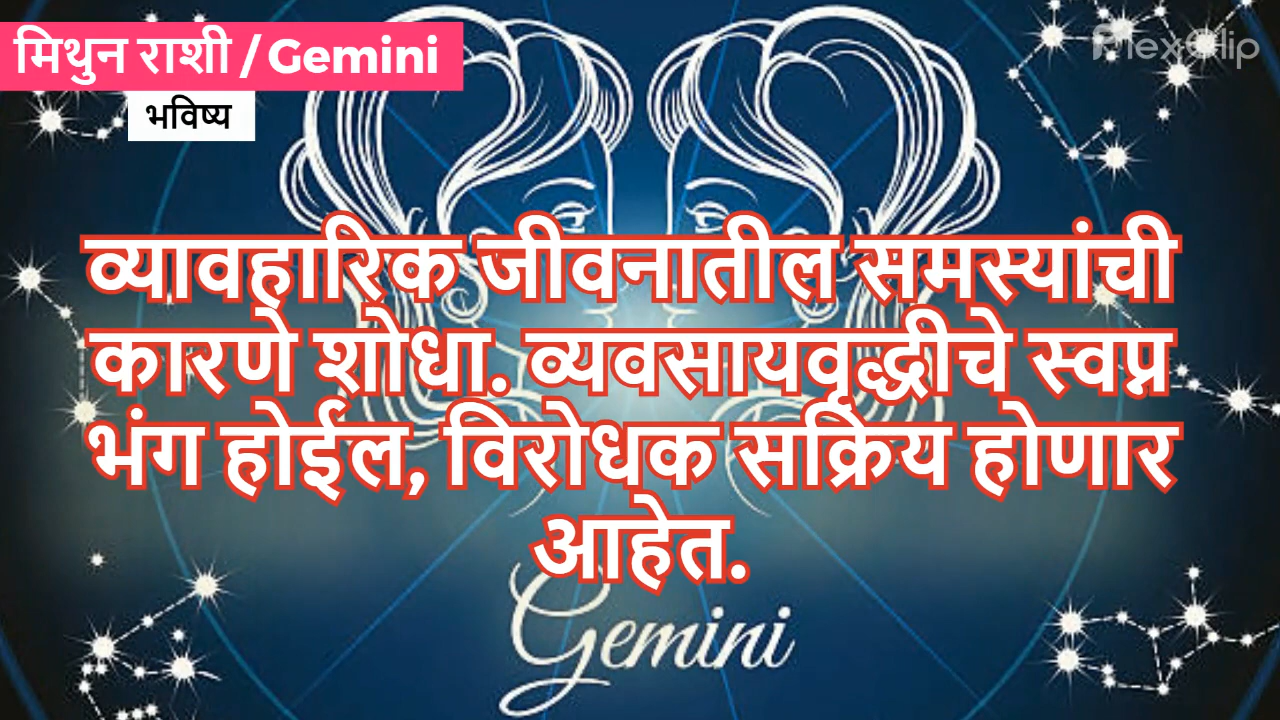 मिथुन राशी / Gemini
भविष्य
FlexClip
व्यावहारिक जीवनातील समस्यांची
कारणे शोधा. व्यवसायवृद्धीचे स्वप्न
भंग होईल, विरोधक सक्रिय होणार
आहेत.
Gemini